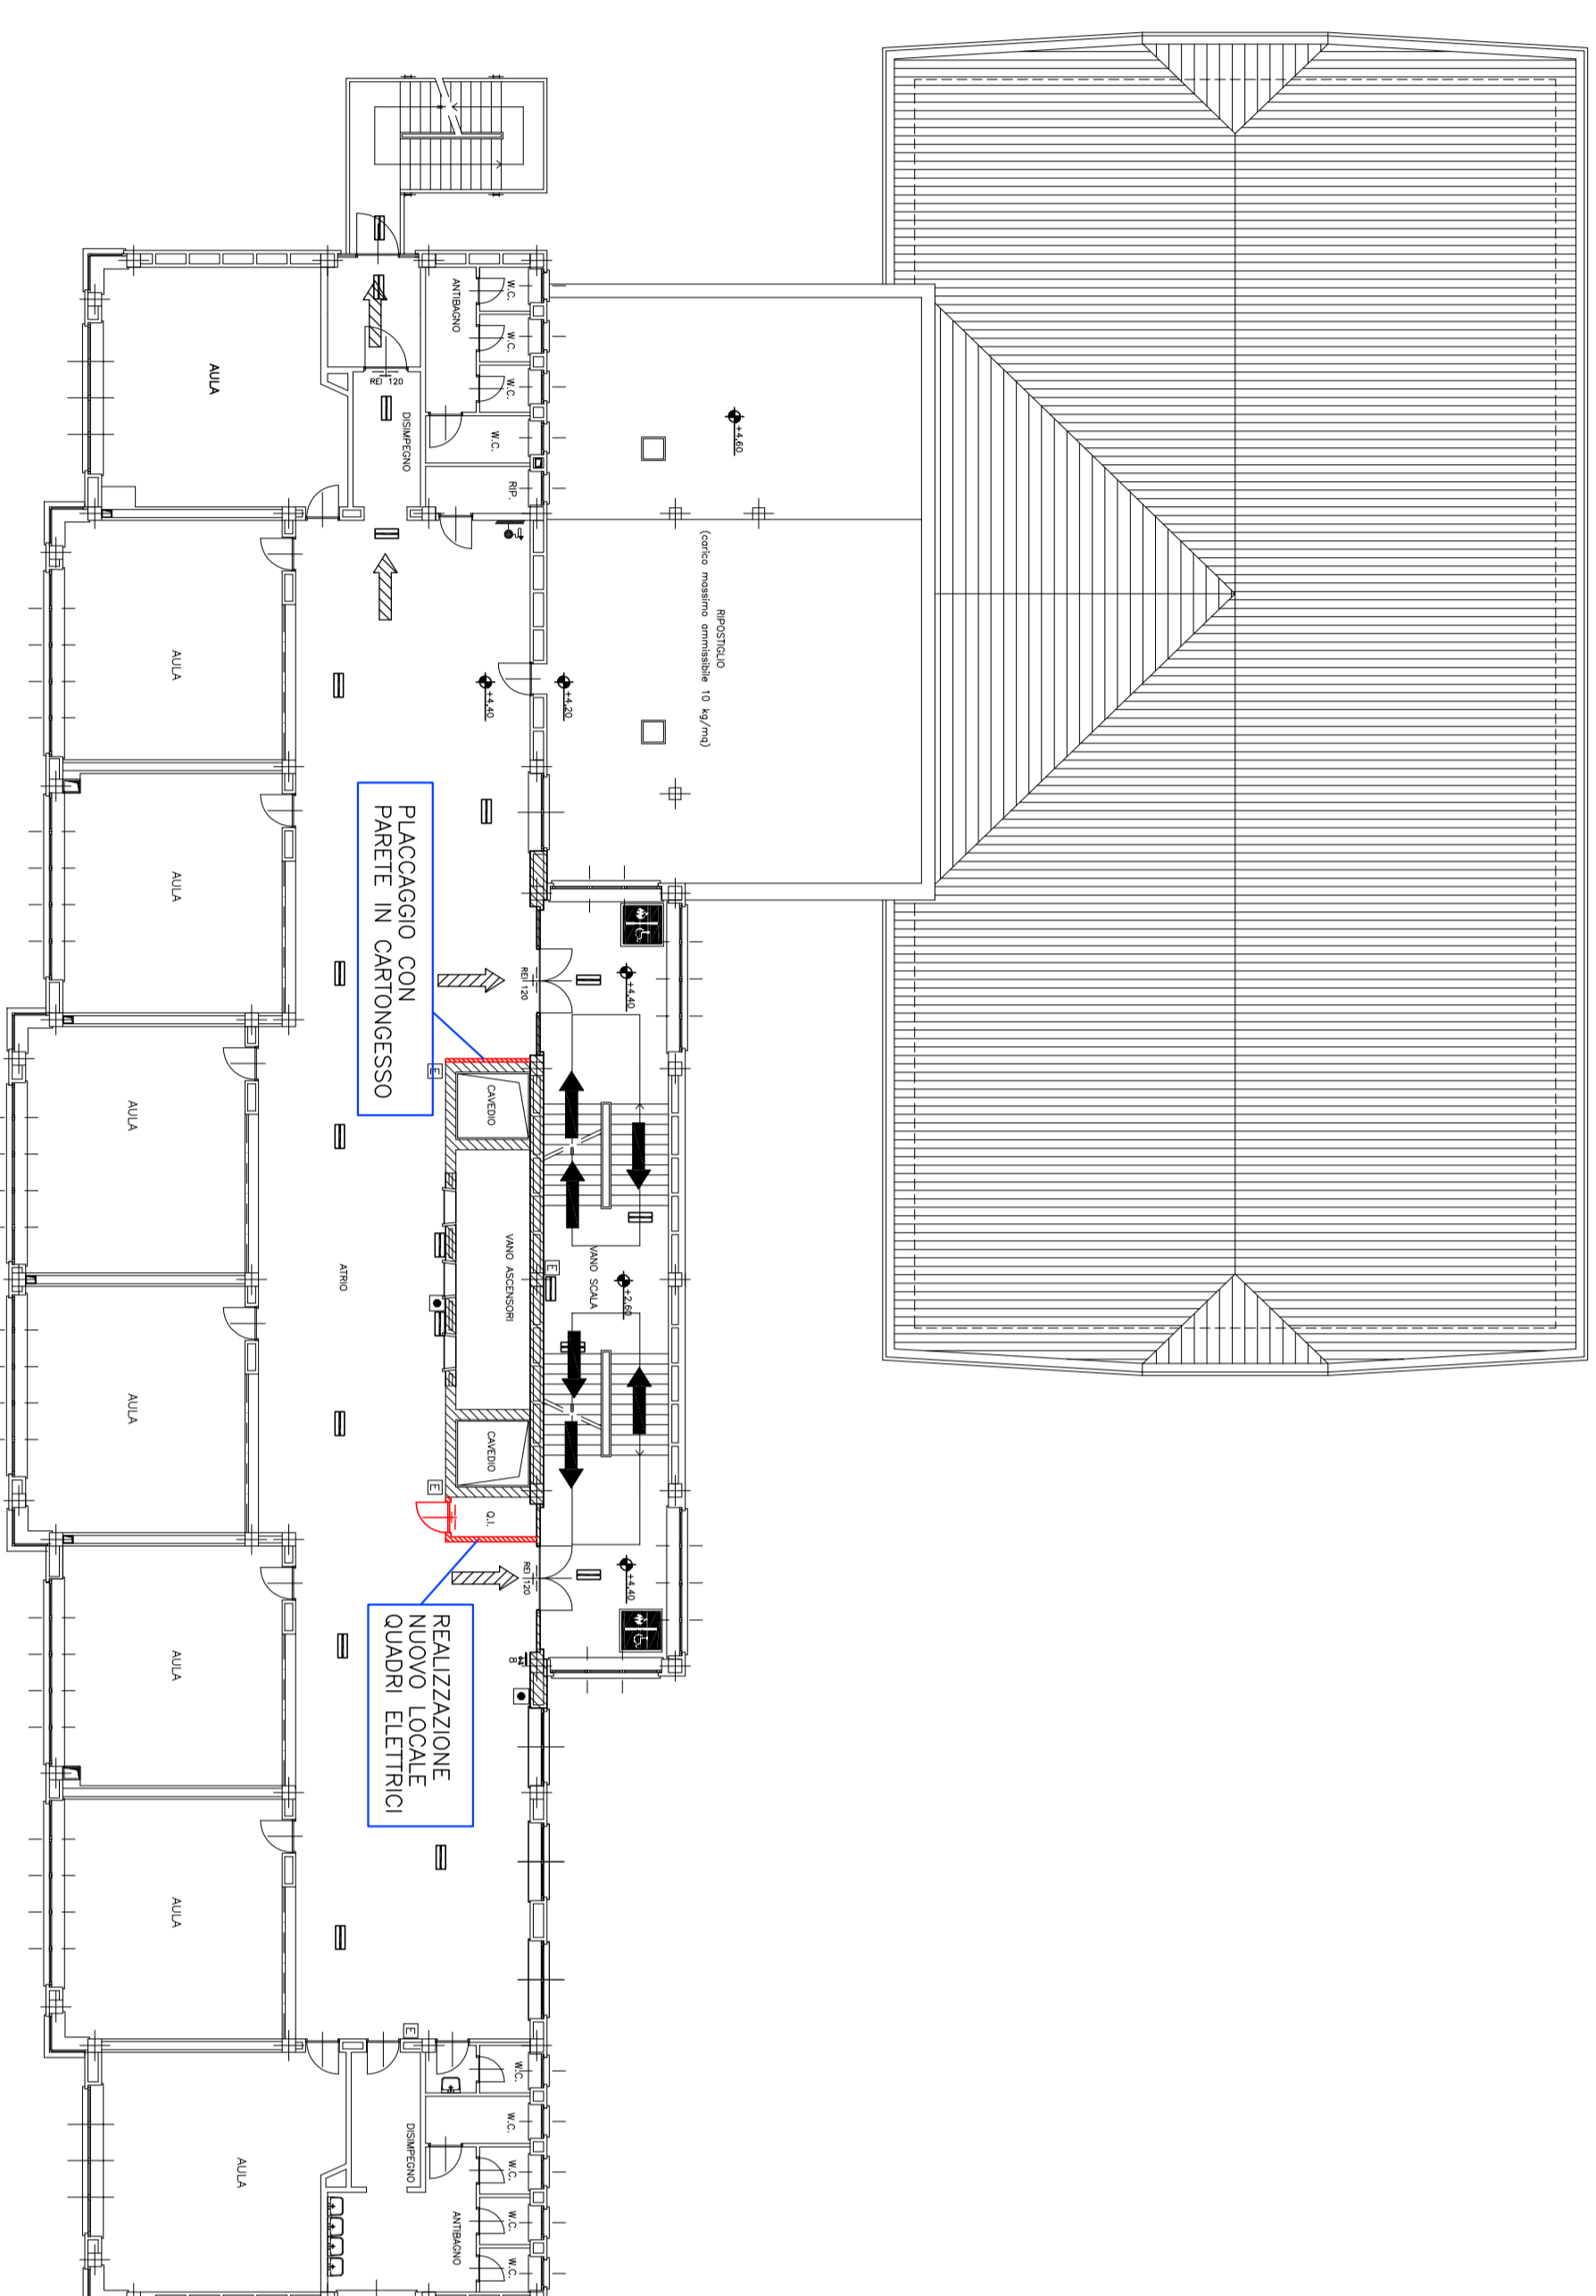 +4,60
RIPOSTIGLIO
(carico massimo ammissibile 10 kg/mq)
+4,40
+2,60
+4,40
VANO SCALA
+4,20
E
REI 120
REI 120
N°
8
W.C.
W.C.
W.C.
W.C.
RIP.
VANO ASCENSORI
W.C.
W.C.
W.C.
W.C.
W.C.
+4,40
CAVEDIO
CAVEDIO
Q.I.
ANTIBAGNO
ANTIBAGNO
E
E
E
DISIMPEGNO
DISIMPEGNO
REI 120
PLACCAGGIO CON
PARETE IN CARTONGESSO
REALIZZAZIONE
NUOVO LOCALE
QUADRI ELETTRICI
ATRIO
AULA
AULA
AULA
AULA
AULA
AULA
AULA
AULA